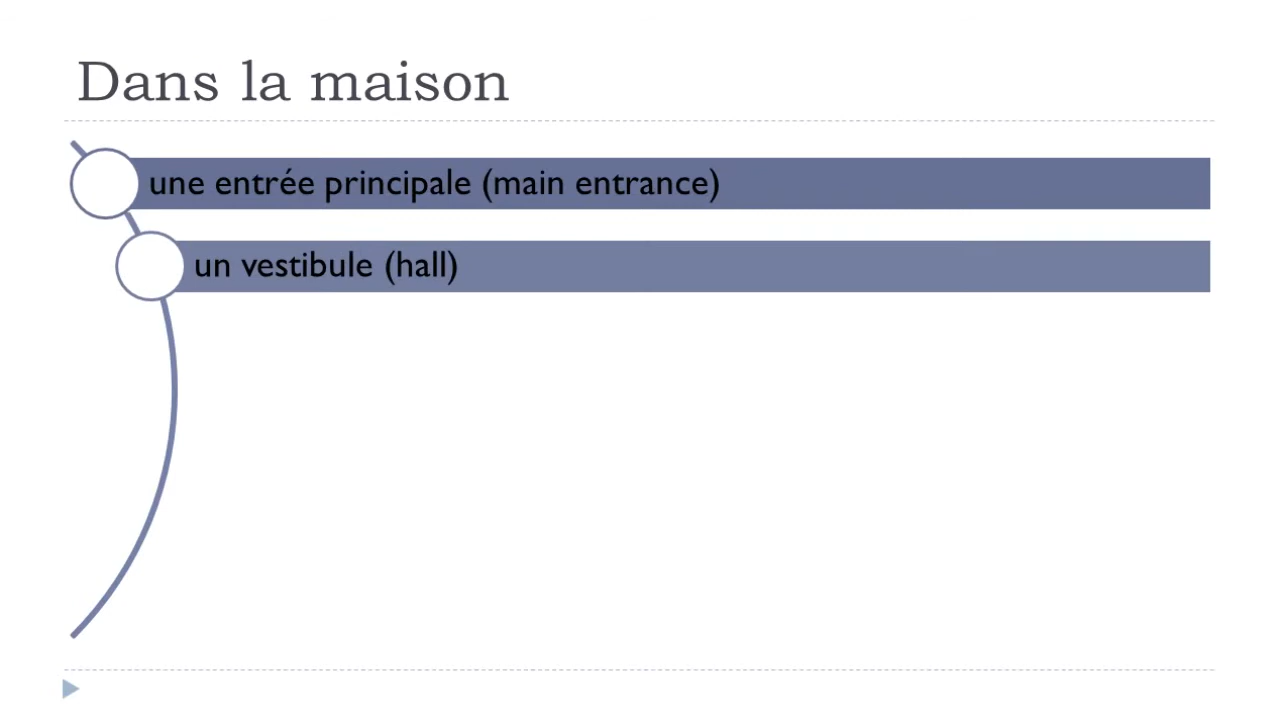 Dans la maison
une entrée principale (main entrance)
un vestibule (hall)